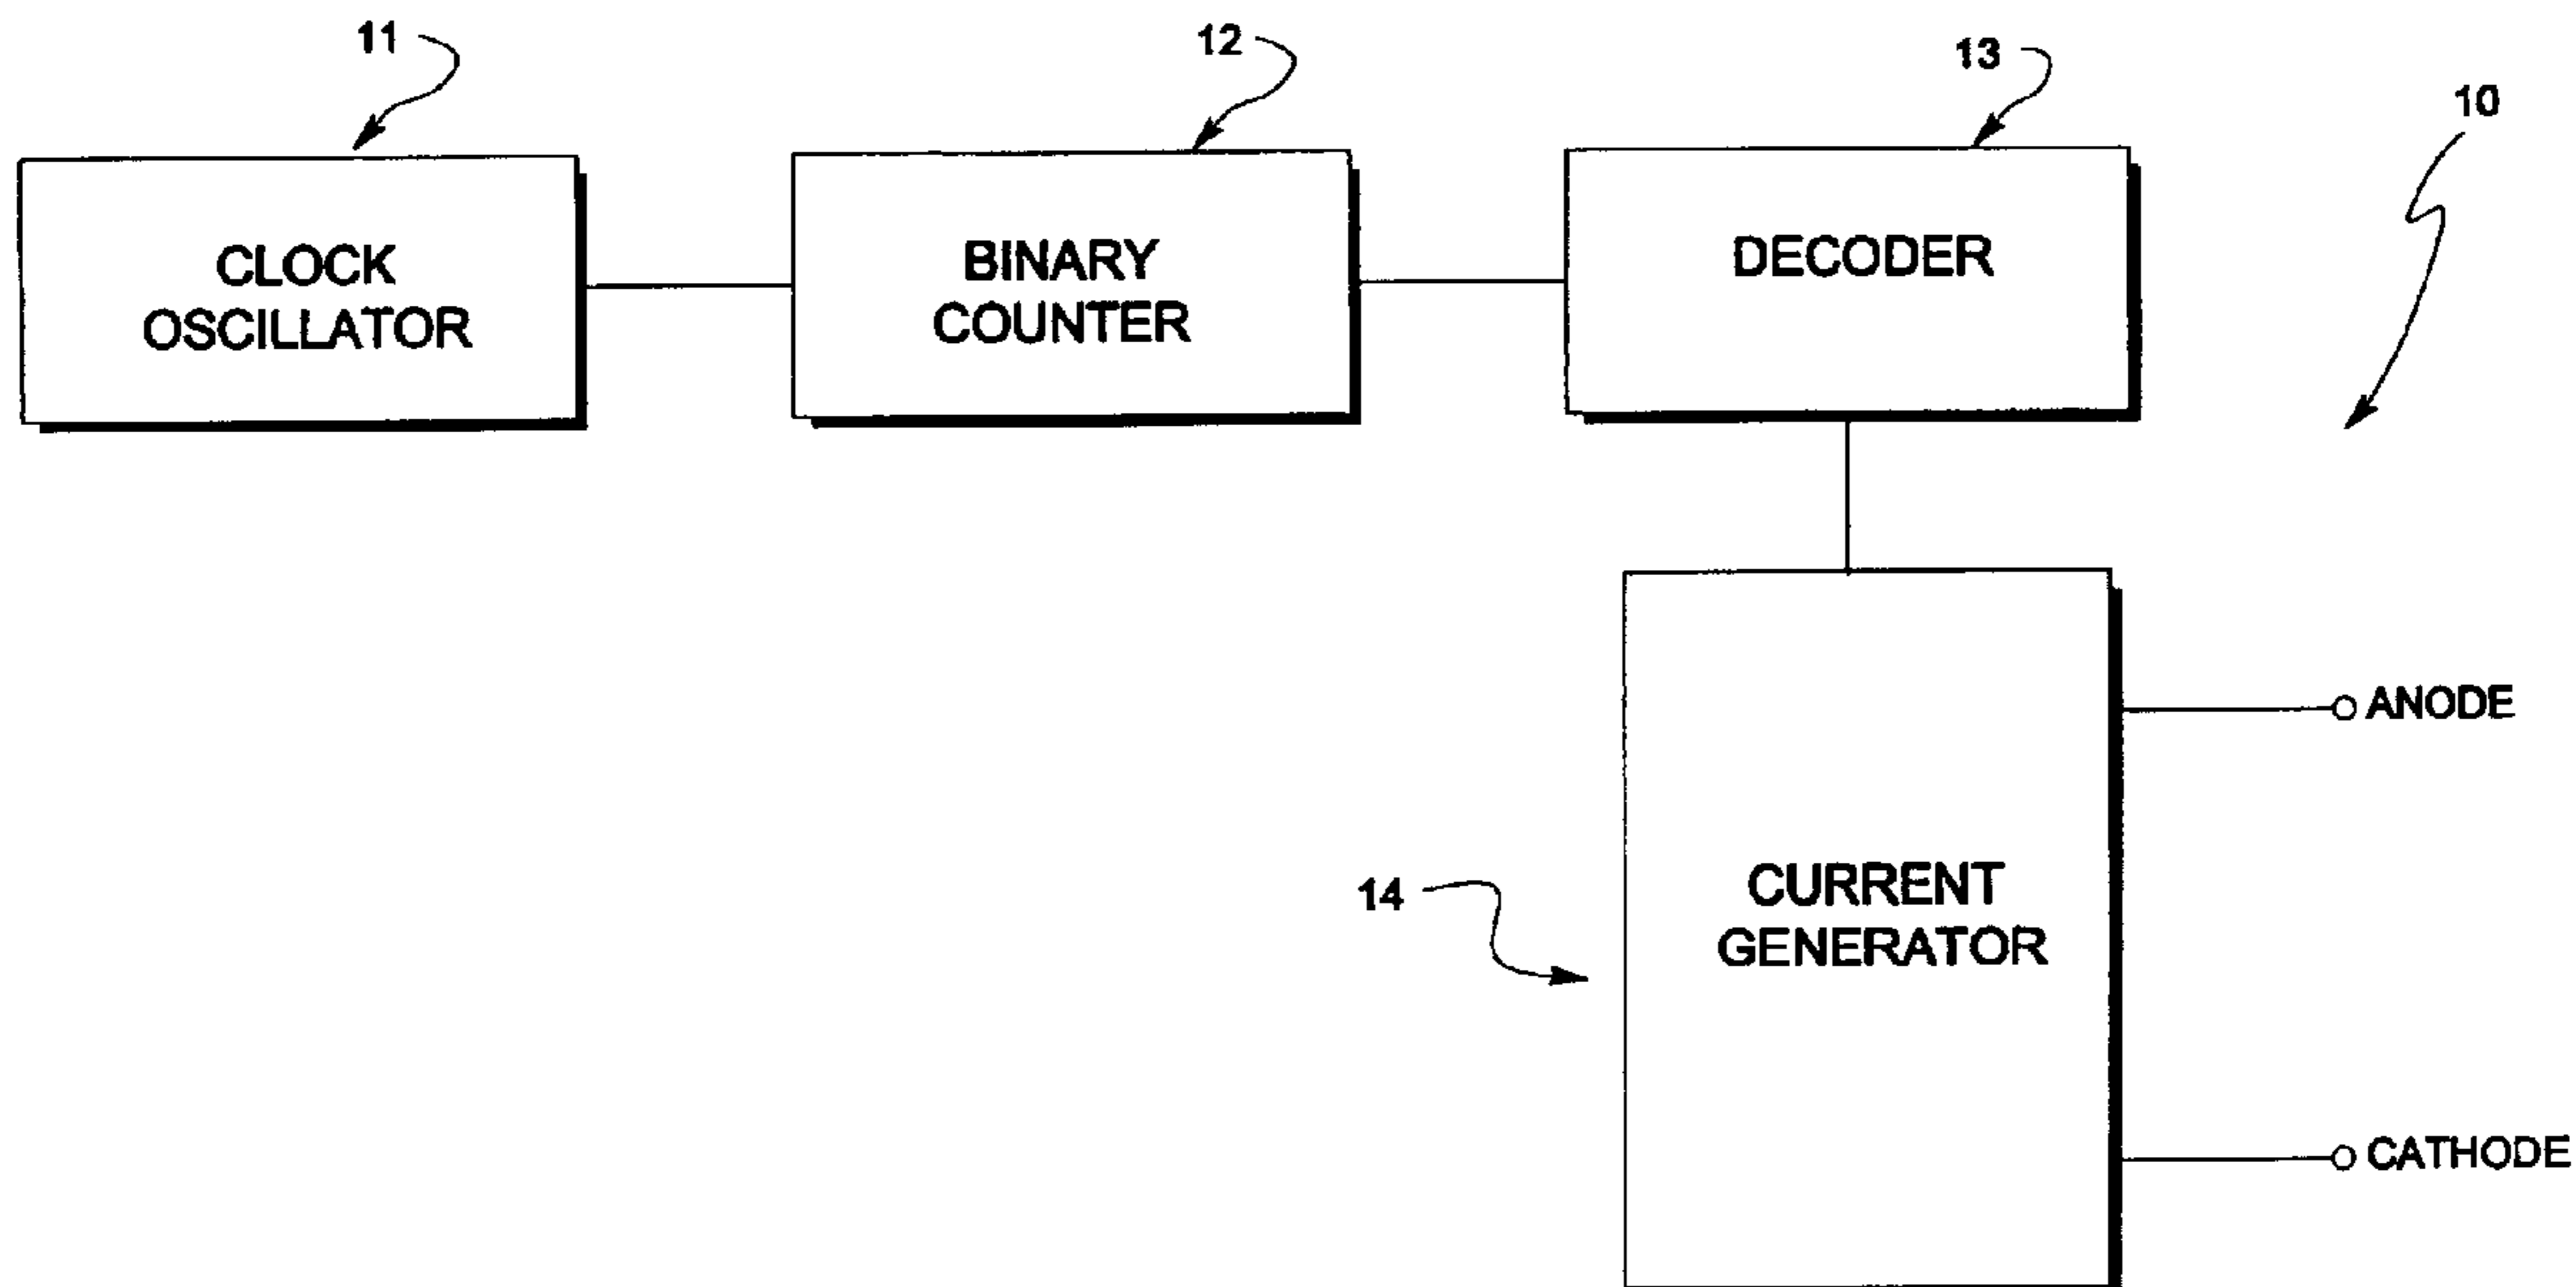 11
12
13
10
CLOCK
OSCILLATOR
BINARY
COUNTER
DECODER
ANODE
14
CURRENT
GENERATOR
CATHODE